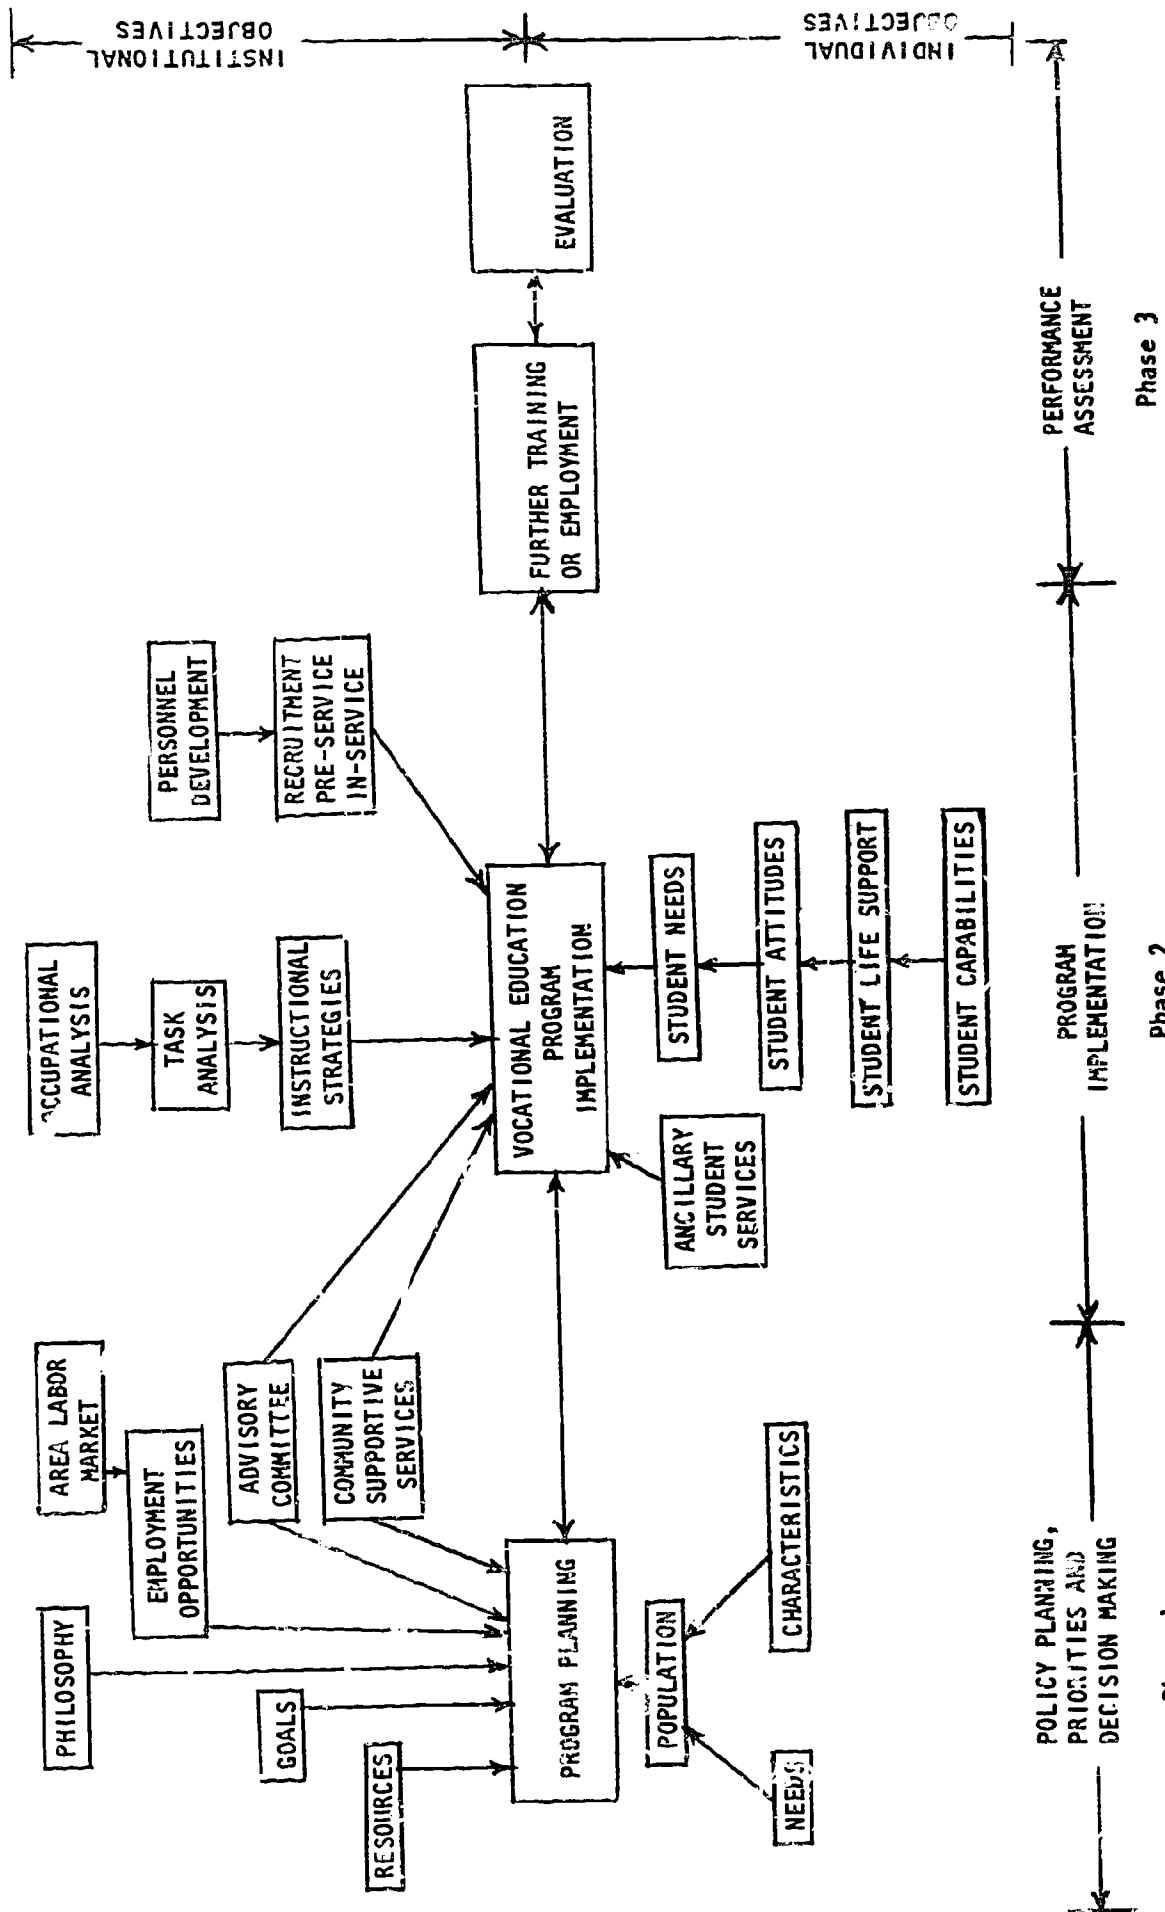 PHILOSOPHY
AREA LABOR
MARKET
EMPLOYMENT
OPPORTUNITIES
GOALS
RESOURCES
ADVISORY
COMMITTEE
COMMUNITY
SUPPORTIVE
SERVICES
PROGRAM PLANNING
POPULATION
NEEDS
CHARACTERISTICS
OCCUPATIONAL
ANALYSIS
TASK
ANALYSIS
INSTRUCTIONAL
STRATEGIES
PERSONNEL
DEVELOPMENT
RECRUITMENT
PRE-SERVICE
IN-SERVICE
VOCATIONAL EDUCATION
PROGRAM
IMPLEMENTATION
ANCILLARY
STUDENT
SERVICES
STUDENT NEEDS
STUDENT ATTITUDES
STUDENT LIFE SUPPORT
STUDENT CAPABILITIES
FURTHER TRAINING
OR EMPLOYMENT
EVALUATION
INSTITUTIONAL
OBJECTIVES
INDIVIDUAL
OBJECTIVES
POLICY PLANNING,
PRIORITIES AND
DECISION MAKING
PROGRAM
IMPLEMENTATION
Phase 2
PERFORMANCE
ASSESSMENT
Phase 3